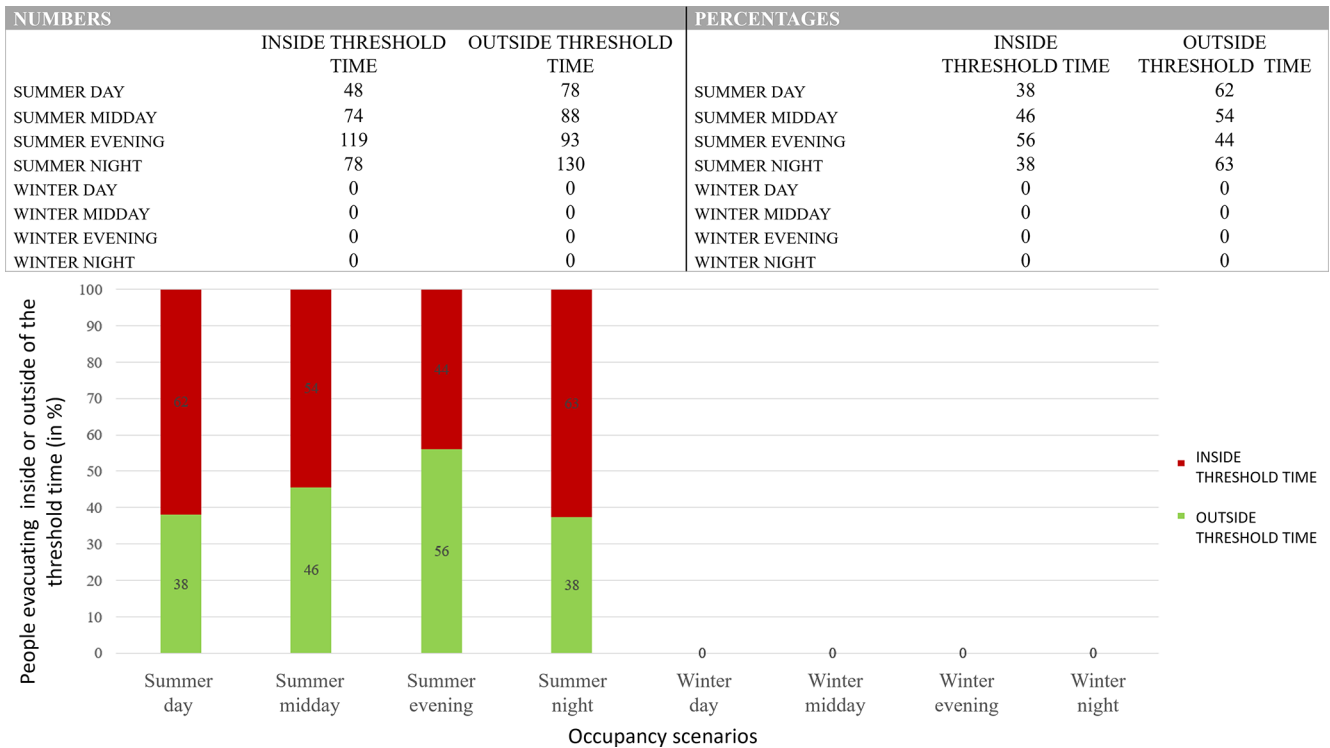 NUMBERS PERCENTAGES
INSIDE THRESHOLD TIME OUTSIDE THRESHOLD TIME INSIDE THRESHOLD TIME OUTSIDE THRESHOLD TIME
SUMMER DAY 48 78 SUMMER DAY 38 62
SUMMER MIDDAY 74 88 SUMMER MIDDAY 46 54
SUMMER EVENING 119 93 SUMMER EVENING 56 44
SUMMER NIGHT 78 130 SUMMER NIGHT 38 63
WINTER DAY 0 0 WINTER DAY 0 0
WINTER MIDDAY 0 0 WINTER MIDDAY 0 0
WINTER EVENING 0 0 WINTER EVENING 0 0
WINTER NIGHT 0 0 WINTER NIGHT 0 0
People evacuating inside or outside of the
threshold time (in %)
100
90
80
70
60
50
40
30
20
10
0
62 54 44 63
38 46 56 38 0 0 0 0
Summer Summer Summer Summer Winter Winter Winter Winter
day midday evening night day midday evening night
Occupancy scenarios
INSIDE
THRESHOLD TIME
OUTSIDE
THRESHOLD TIME